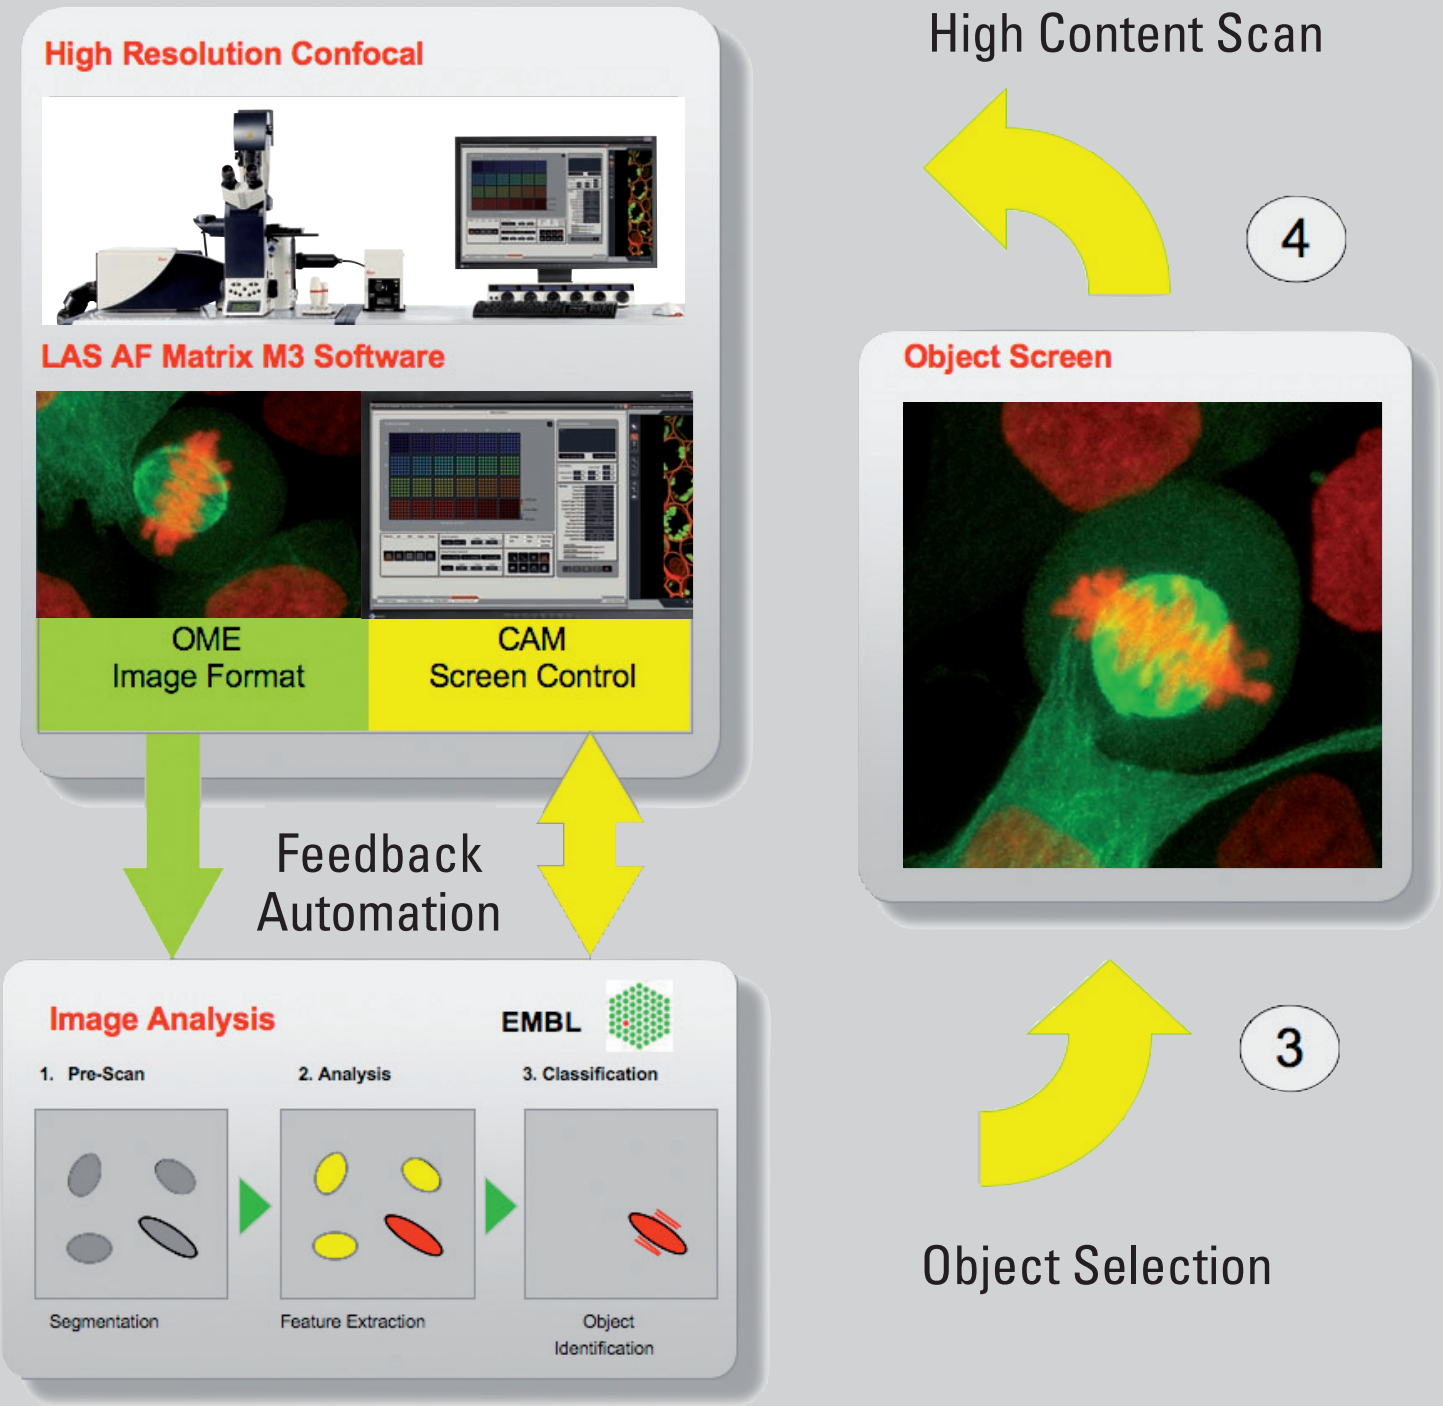 High Resolution Confocal
LAS AF Matrix M3 Software
OME
Image Format
CAM
Screen Control
Feedback
Automation
Image Analysis
EMBL
1. Pre-Scan
2. Analysis
3. Classification
Segmentation
Feature Extraction
Object
Identification
High Content Scan
4
Object Screen
3
Object Selection